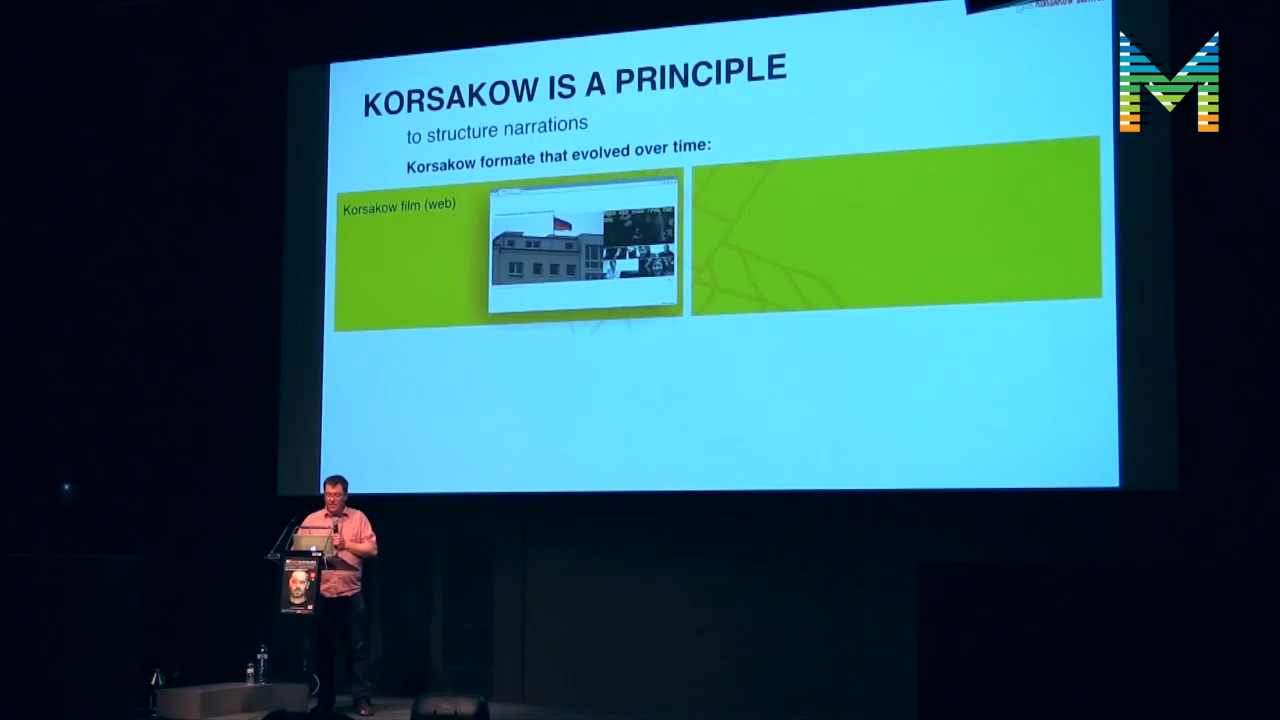 KORSAKOW IS A PRINCIPLE
to structure narrations
Korsakow formate that evolved over time:
Korsakow film (web)
M